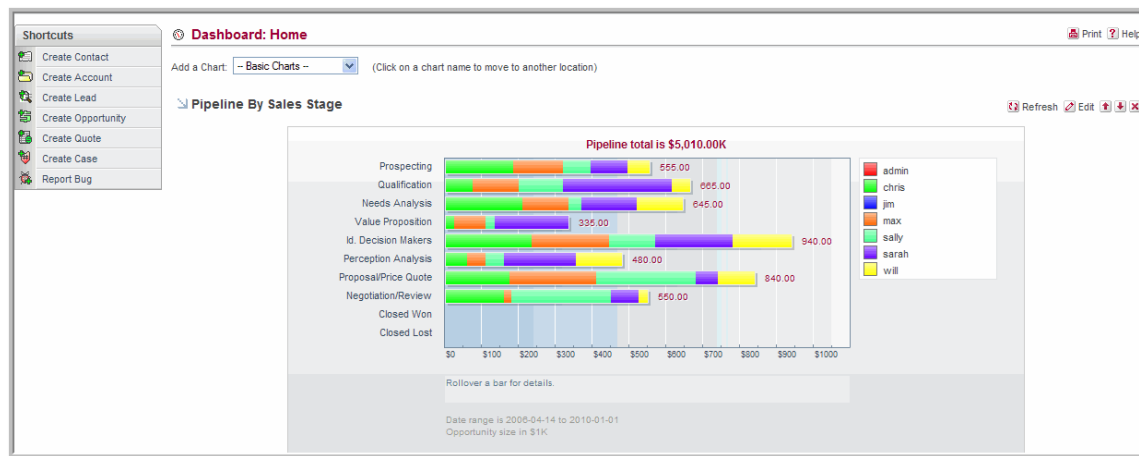 Shortcuts
Create Contact
Create Account
Create Lead
Create Opportunity
Create Quote
Create Case
Report Bug
Dashboard: Home
Print ? Help
Add a Chart: -- Basic Charts -- (Click on a chart name to move to another location)
Pipeline By Sales Stage
Refresh Edit
Pipeline total is $5,010.00K
Prospecting 555.00
Qualification 665.00
Needs Analysis 645.00
Value Proposition 335.00
Id. Decision Makers 940.00
Perception Analysis 480.00
Proposal/Price Quote 840.00
Negotiation/Review 550.00
Closed Won
Closed Lost
$0 $100 $200 $300 $400 $500 $600 $700 $800 $900 $1000
admin
chris
jim
max
sally
sarah
will
Rollover a bar for details.
Date range is 2006-04-14 to 2010-01-01
Opportunity size in $1K